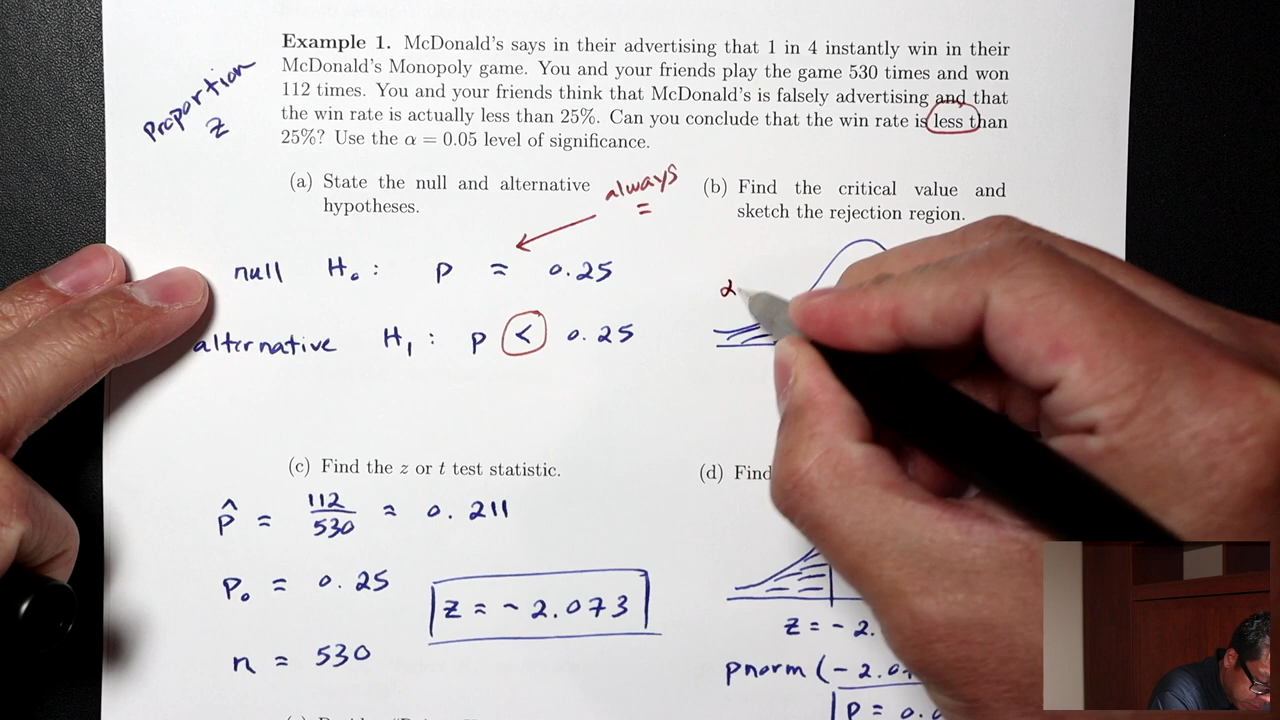 Example 1. McDonald's says in their advertising that 1 in 4 instantly win in their
McDonald's Monopoly game. You and your friends play the game 530 times and won
112 times. You and your friends think that McDonald's is falsely advertising and that
the win rate is actually less than 25%. Can you conclude that the win rate is less than
25%? Use the α = 0.05 level of significance.
Proportion
Z
(a) State the null and alternative
hypotheses.
always
=
null H₀ : p = 0.25
alternative H₁ : p < 0.25
(b) Find the critical value and
sketch the rejection region.
α
(c) Find the z or t test statistic.
p̂ = 112/530 ≈ 0.211
P₀ = 0.25
n = 530
z = -2.073
(d) Find
z = -2.
pnorm(-2.07
P = 0.0